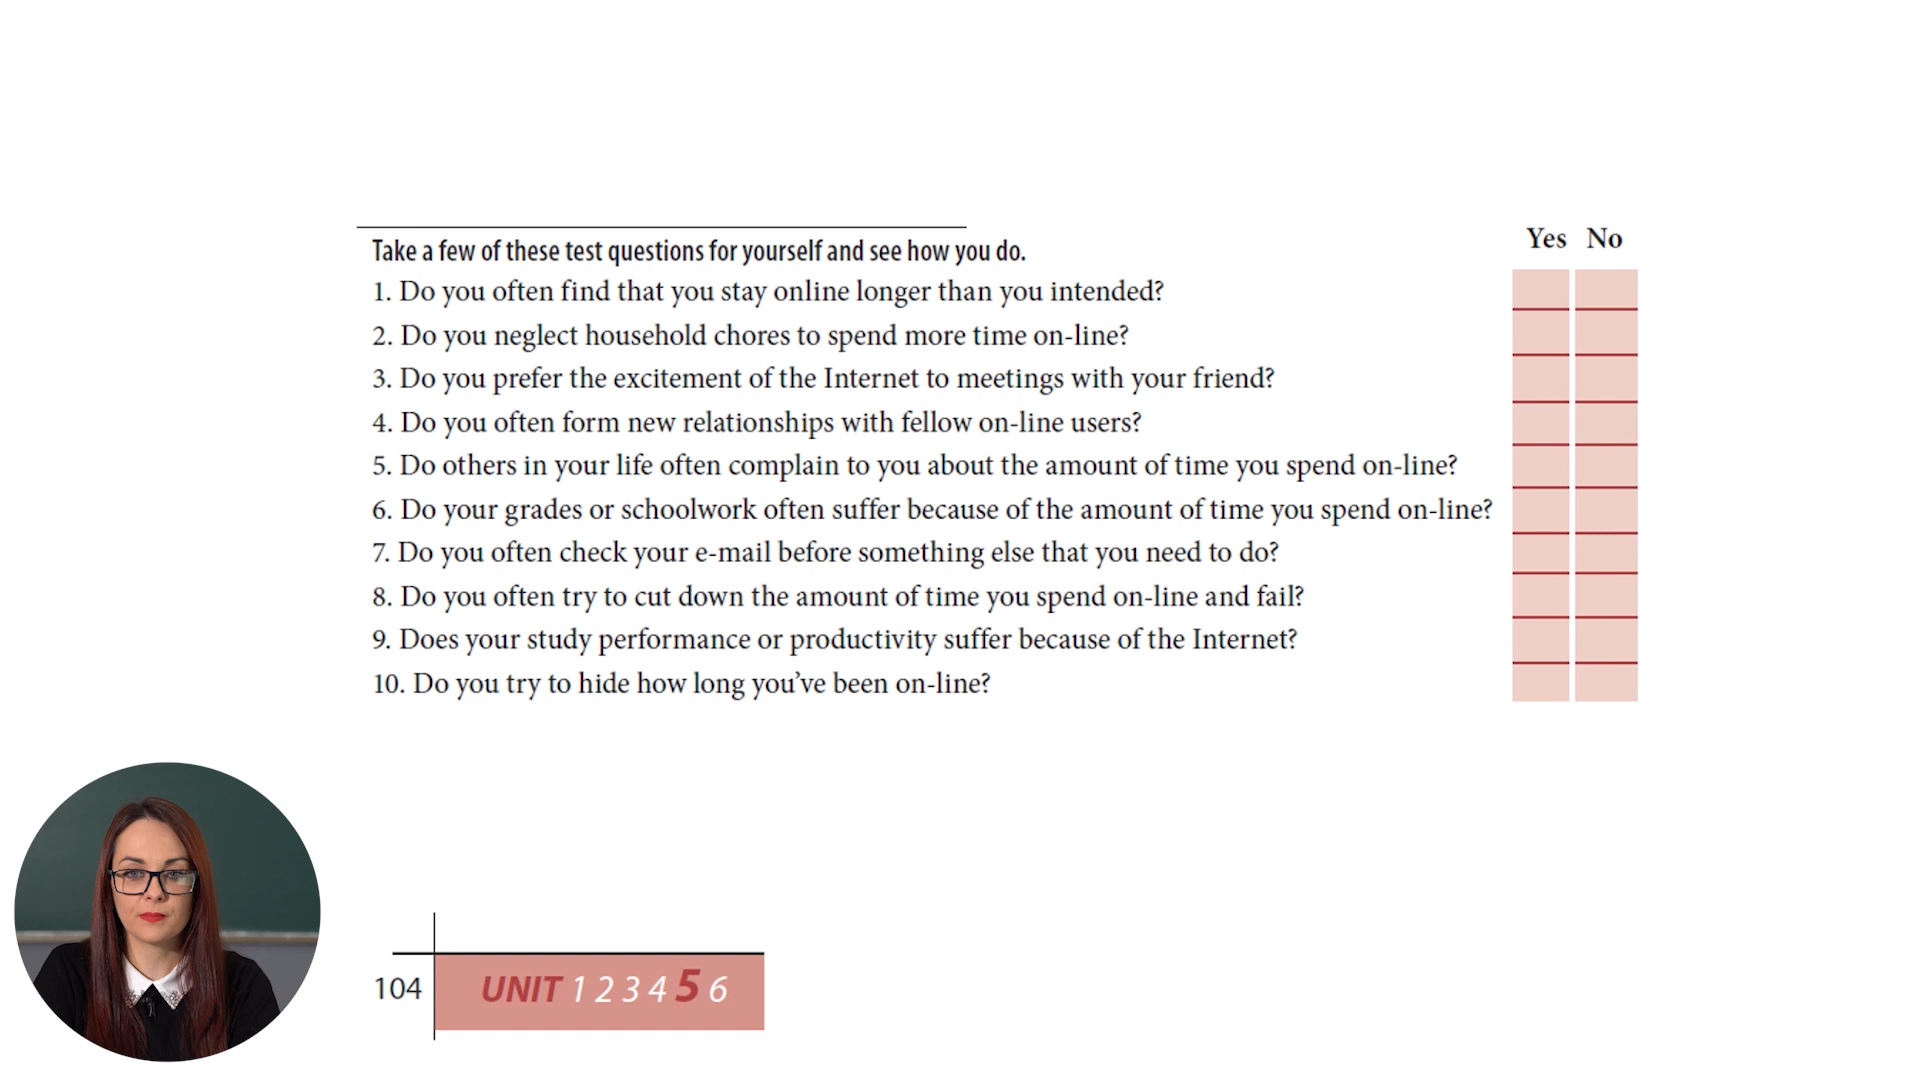 Yes No
Take a few of these test questions for yourself and see how you do.
1. Do you often find that you stay online longer than you intended?
2. Do you neglect household chores to spend more time on-line?
3. Do you prefer the excitement of the Internet to meetings with your friend?
4. Do you often form new relationships with fellow on-line users?
5. Do others in your life often complain to you about the amount of time you spend on-line?
6. Do your grades or schoolwork often suffer because of the amount of time you spend on-line?
7. Do you often check your e-mail before something else that you need to do?
8. Do you often try to cut down the amount of time you spend on-line and fail?
9. Does your study performance or productivity suffer because of the Internet?
10. Do you try to hide how long you’ve been on-line?
104 UNIT 1 2 3 4 5 6